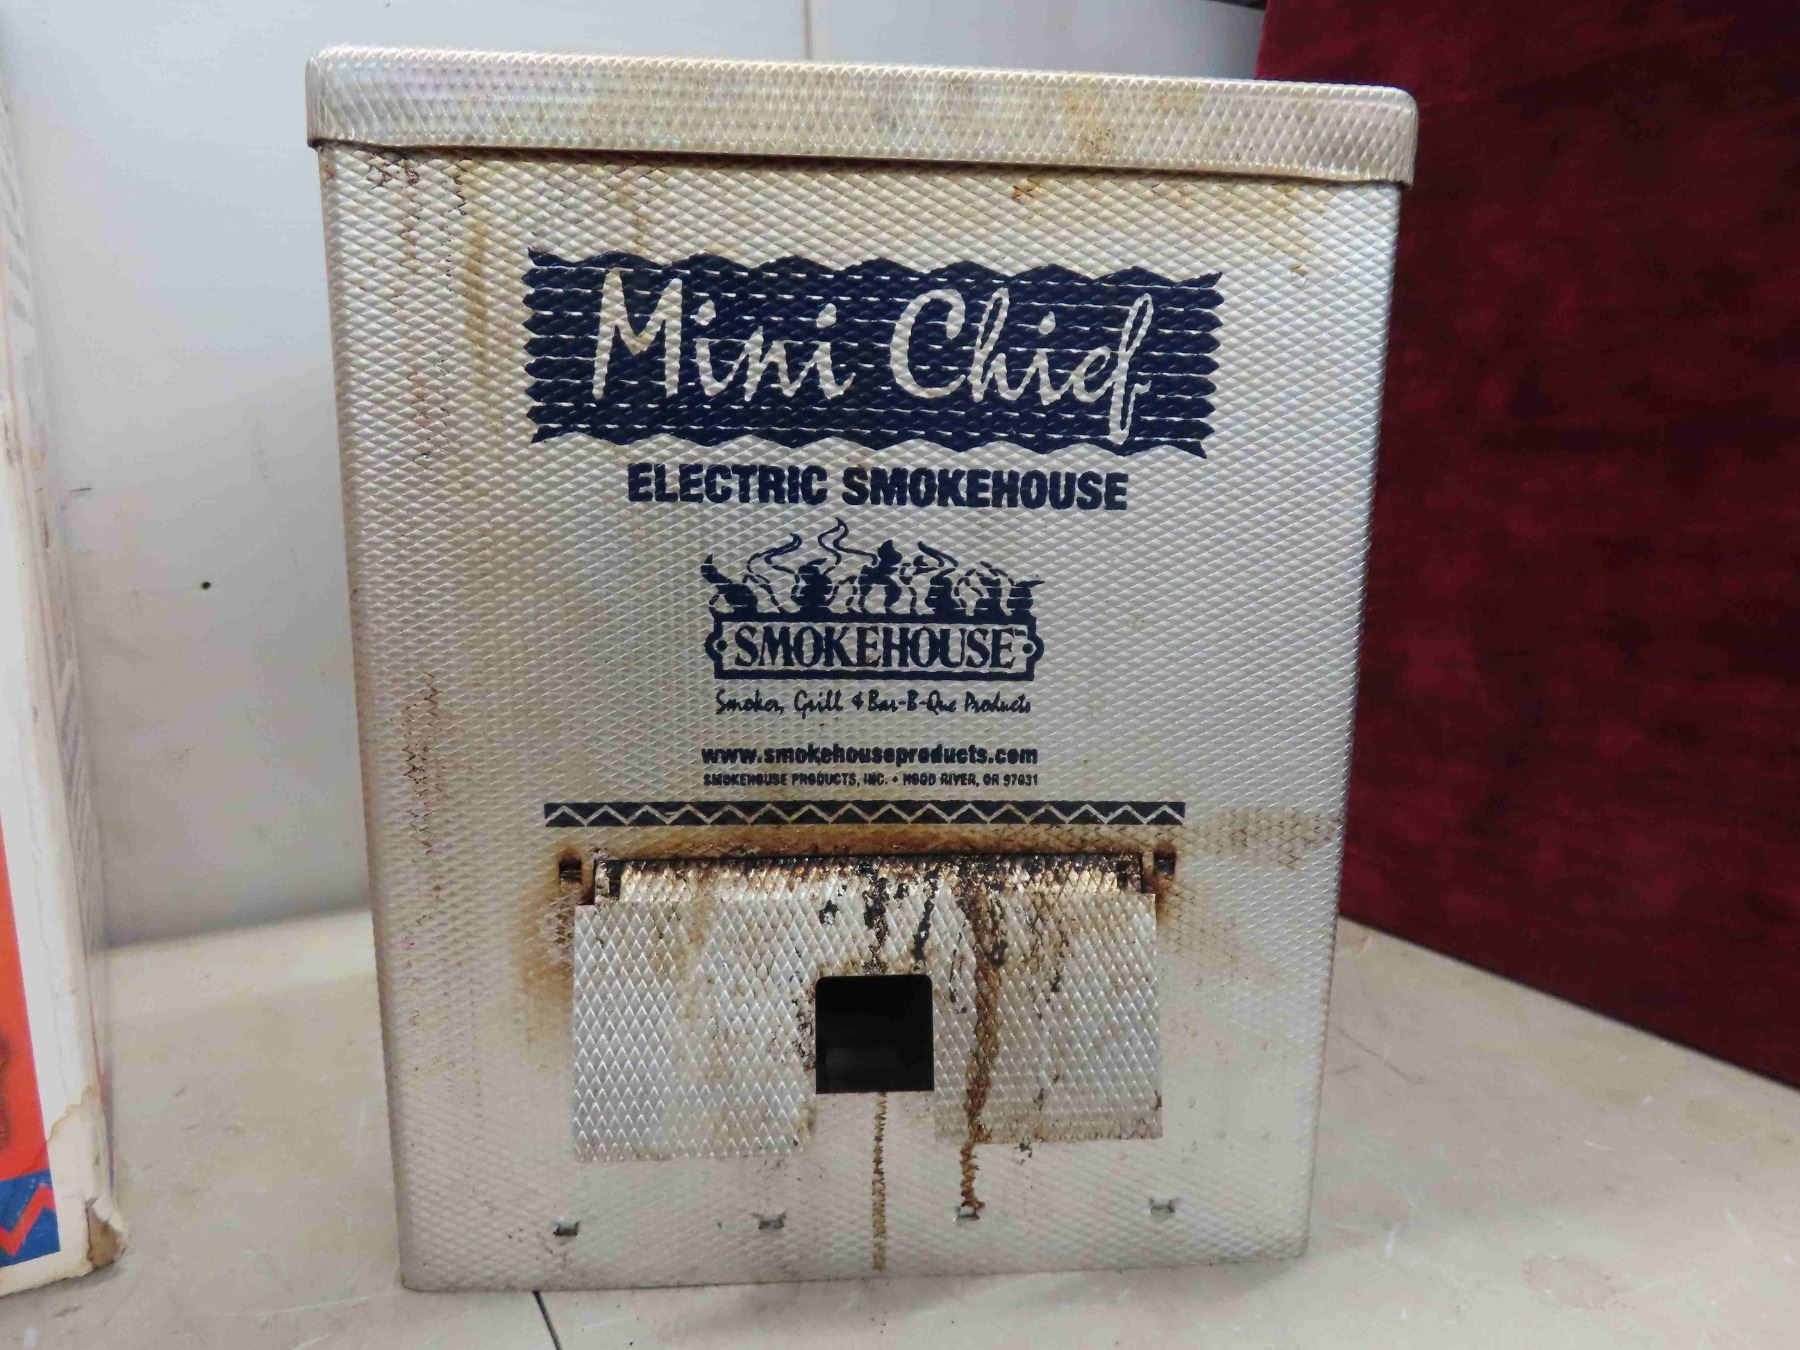 Mini Chief
ELECTRIC SMOKEHOUSE
SMOKEHOUSE™
Smoker, Grill & Bar-B-Que Products
www.smokehouseproducts.com
SMOKEHOUSE PRODUCTS, INC. • HOOD RIVER, OR 97031